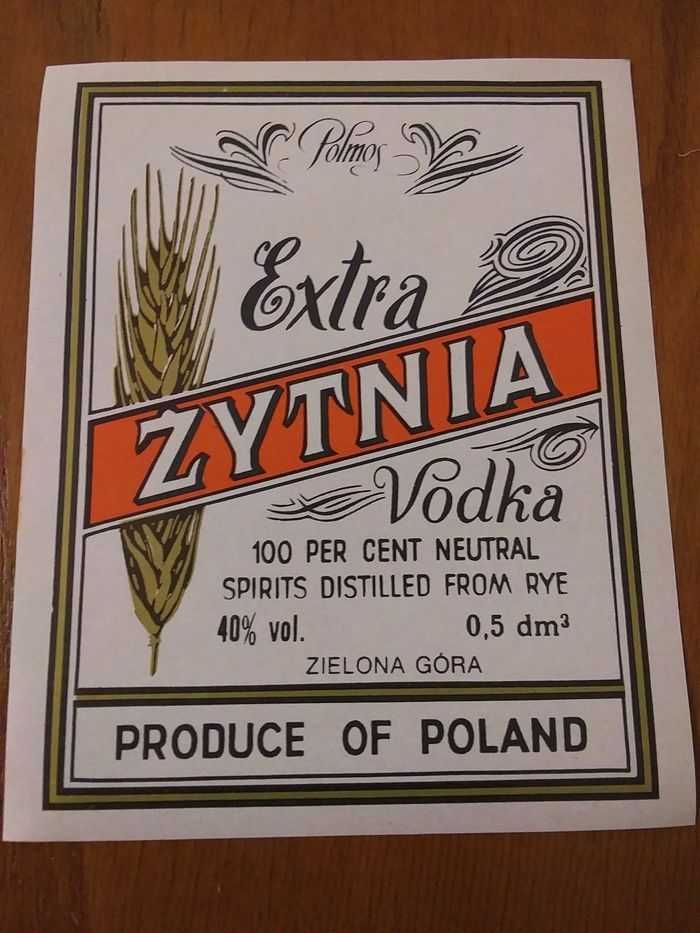 Polmos
Extra
ŻYTNIA
Vodka
100 PER CENT NEUTRAL
SPIRITS DISTILLED FROM RYE
40% vol. 0,5 dm³
ZIELONA GÓRA
PRODUCE OF POLAND